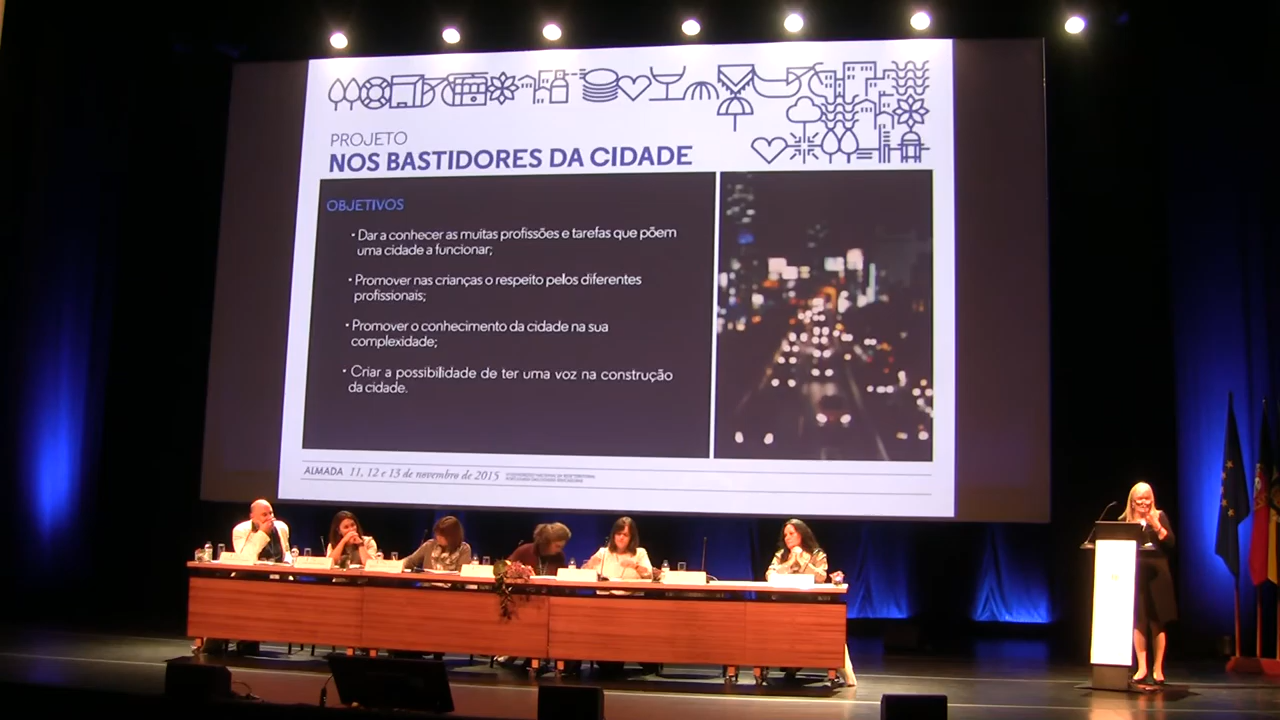 PROJETO
NOS BASTIDORES DA CIDADE
OBJETIVOS
• Dar a conhecer as muitas profissões e tarefas que põem
uma cidade a funcionar;
• Promover nas crianças o respeito pelos diferentes
profissionais;
• Promover o conhecimento da cidade na sua
complexidade;
• Criar a possibilidade de ter uma voz na construção
da cidade.
ALMADA 11, 12 e 13 de novembro de 2015